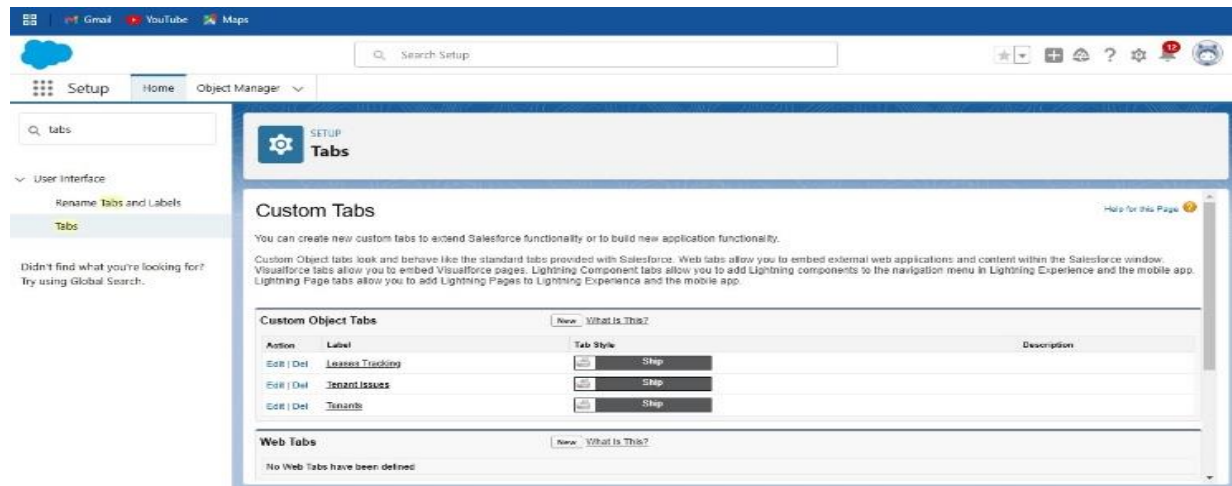 Gmail YouTube Maps
Search Setup
12
Setup Home Object Manager
tabs
SETUP
Tabs
User Interface
Rename Tabs and Labels
Tabs
Didn't find what you're looking for?
Try using Global Search.
Custom Tabs
Help for this Page
You can create new custom tabs to extend Salesforce functionality or to build new application functionality.
Custom Object tabs look and behave like the standard tabs provided with Salesforce. Web tabs allow you to embed external web applications and content within the Salesforce window.
Visualforce tabs allow you to embed Visualforce pages. Lightning Component tabs allow you to add Lightning components to the navigation menu in Lightning Experience and the mobile app.
Lightning Page tabs allow you to add Lightning Pages to Lightning Experience and the mobile app.
Custom Object Tabs New What Is This?
Action Label Tab Style Description
Edit | Del Leases Tracking Ship
Edit | Del Tenant Issues Ship
Edit | Del Tenants Ship
Web Tabs New What Is This?
No Web Tabs have been defined